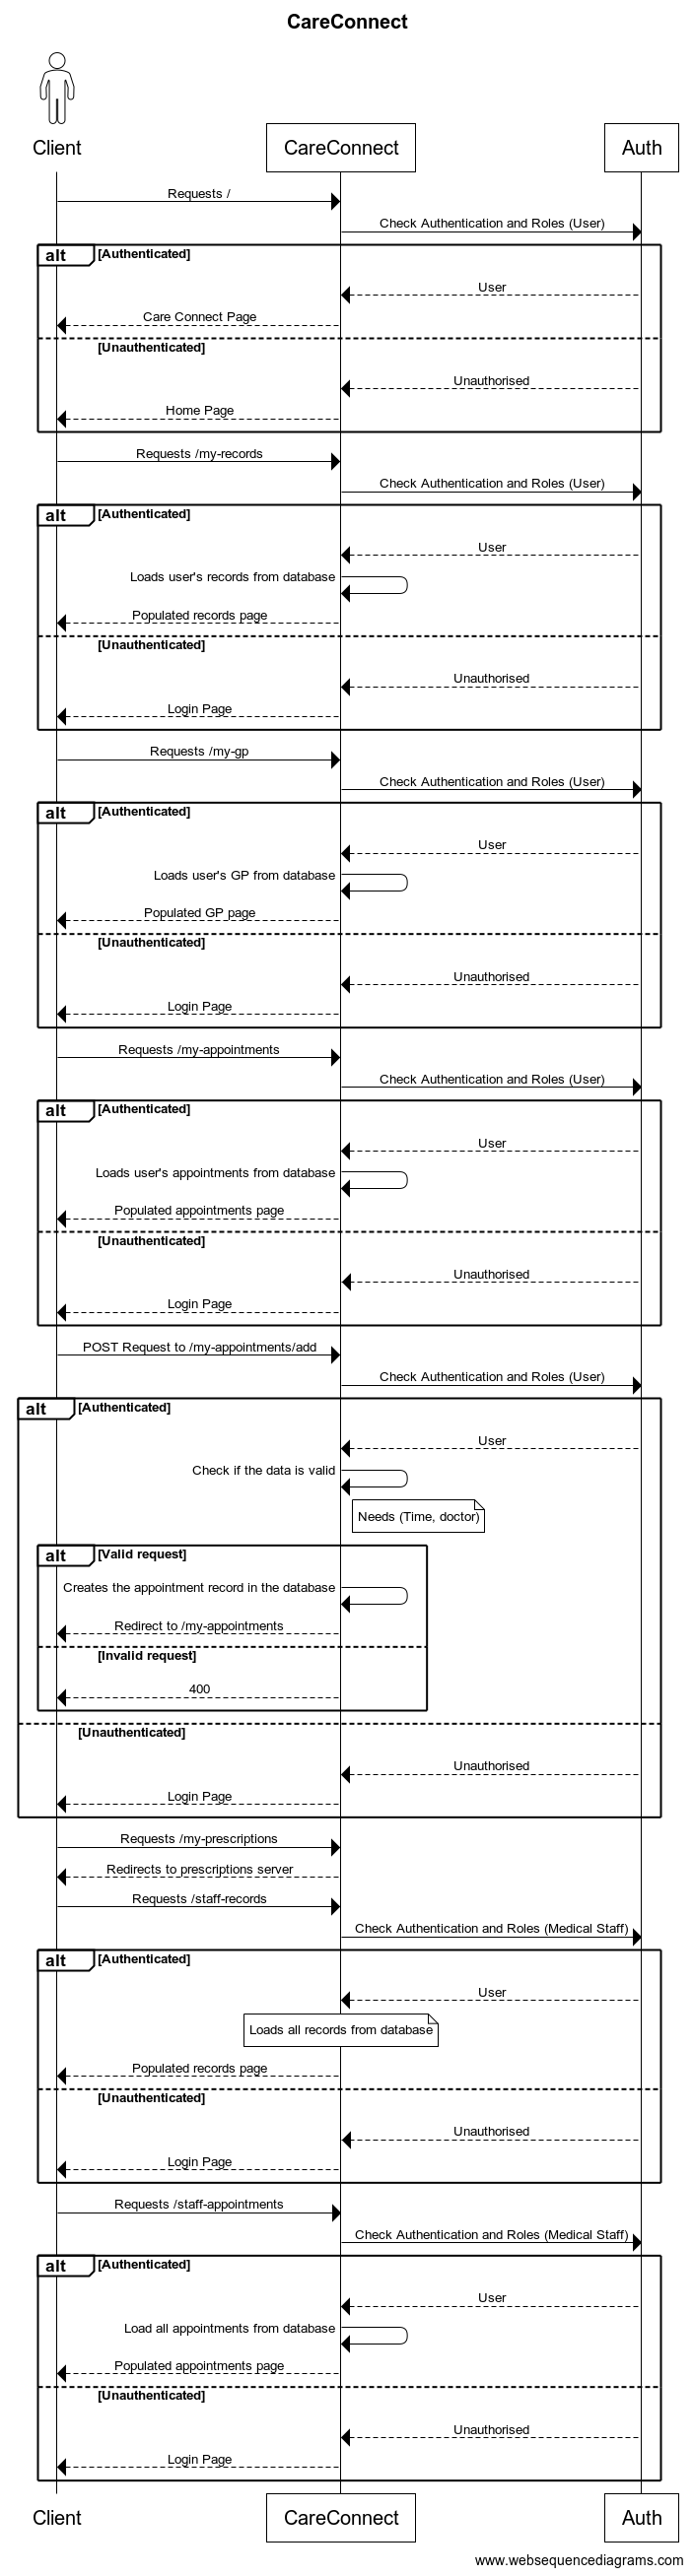 CareConnect
Client
CareConnect
Auth
Requests /
Check Authentication and Roles (User)
alt
[Authenticated]
User
Care Connect Page
[Unauthenticated]
Unauthorised
Home Page
Requests /my-records
Check Authentication and Roles (User)
alt
[Authenticated]
User
Loads user's records from database
Populated records page
[Unauthenticated]
Unauthorised
Login Page
Requests /my-gp
Check Authentication and Roles (User)
alt
[Authenticated]
User
Loads user's GP from database
Populated GP page
[Unauthenticated]
Unauthorised
Login Page
Requests /my-appointments
Check Authentication and Roles (User)
alt
[Authenticated]
User
Loads user's appointments from database
Populated appointments page
[Unauthenticated]
Unauthorised
Login Page
POST Request to /my-appointments/add
Check Authentication and Roles (User)
alt
[Authenticated]
User
Check if the data is valid
Needs (Time, doctor)
alt
[Valid request]
Creates the appointment record in the database
Redirect to /my-appointments
[Invalid request]
400
[Unauthenticated]
Unauthorised
Login Page
Requests /my-prescriptions
Redirects to prescriptions server
Requests /staff-records
Check Authentication and Roles (Medical Staff)
alt
[Authenticated]
User
Loads all records from database
Populated records page
[Unauthenticated]
Unauthorised
Login Page
Requests /staff-appointments
Check Authentication and Roles (Medical Staff)
alt
[Authenticated]
User
Load all appointments from database
Populated appointments page
[Unauthenticated]
Unauthorised
Login Page
Client
CareConnect
Auth
www.websequencediagrams.com